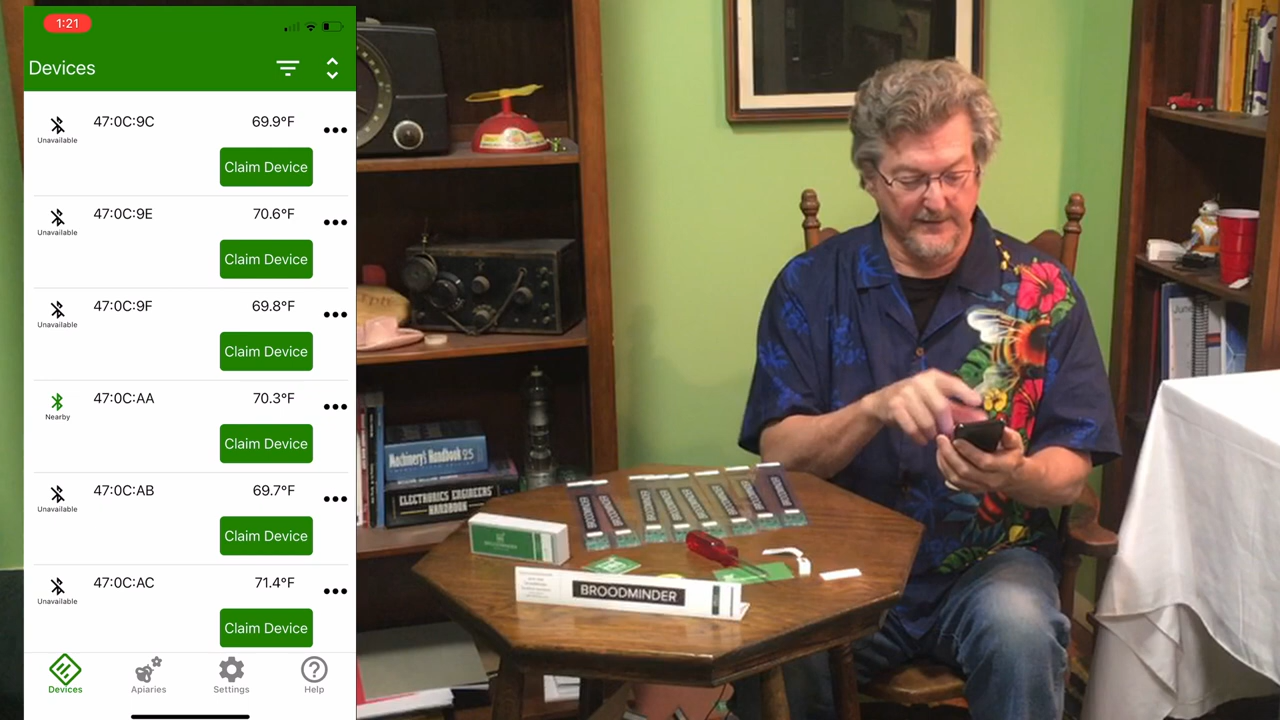 1:21
Devices
47:0C:9C 69.9°F
Unavailable
Claim Device
47:0C:9E 70.6°F
Unavailable
Claim Device
47:0C:9F 69.8°F
Unavailable
Claim Device
47:0C:AA 70.3°F
Nearby
Claim Device
47:0C:AB 69.7°F
Unavailable
Claim Device
47:0C:AC 71.4°F
Unavailable
Claim Device
Devices Apiaries Settings Help
Machinery's Handbook 25
ELECTRONICS ENGINEERS'
HANDBOOK
BROODMINDER
BROODMINDER
June